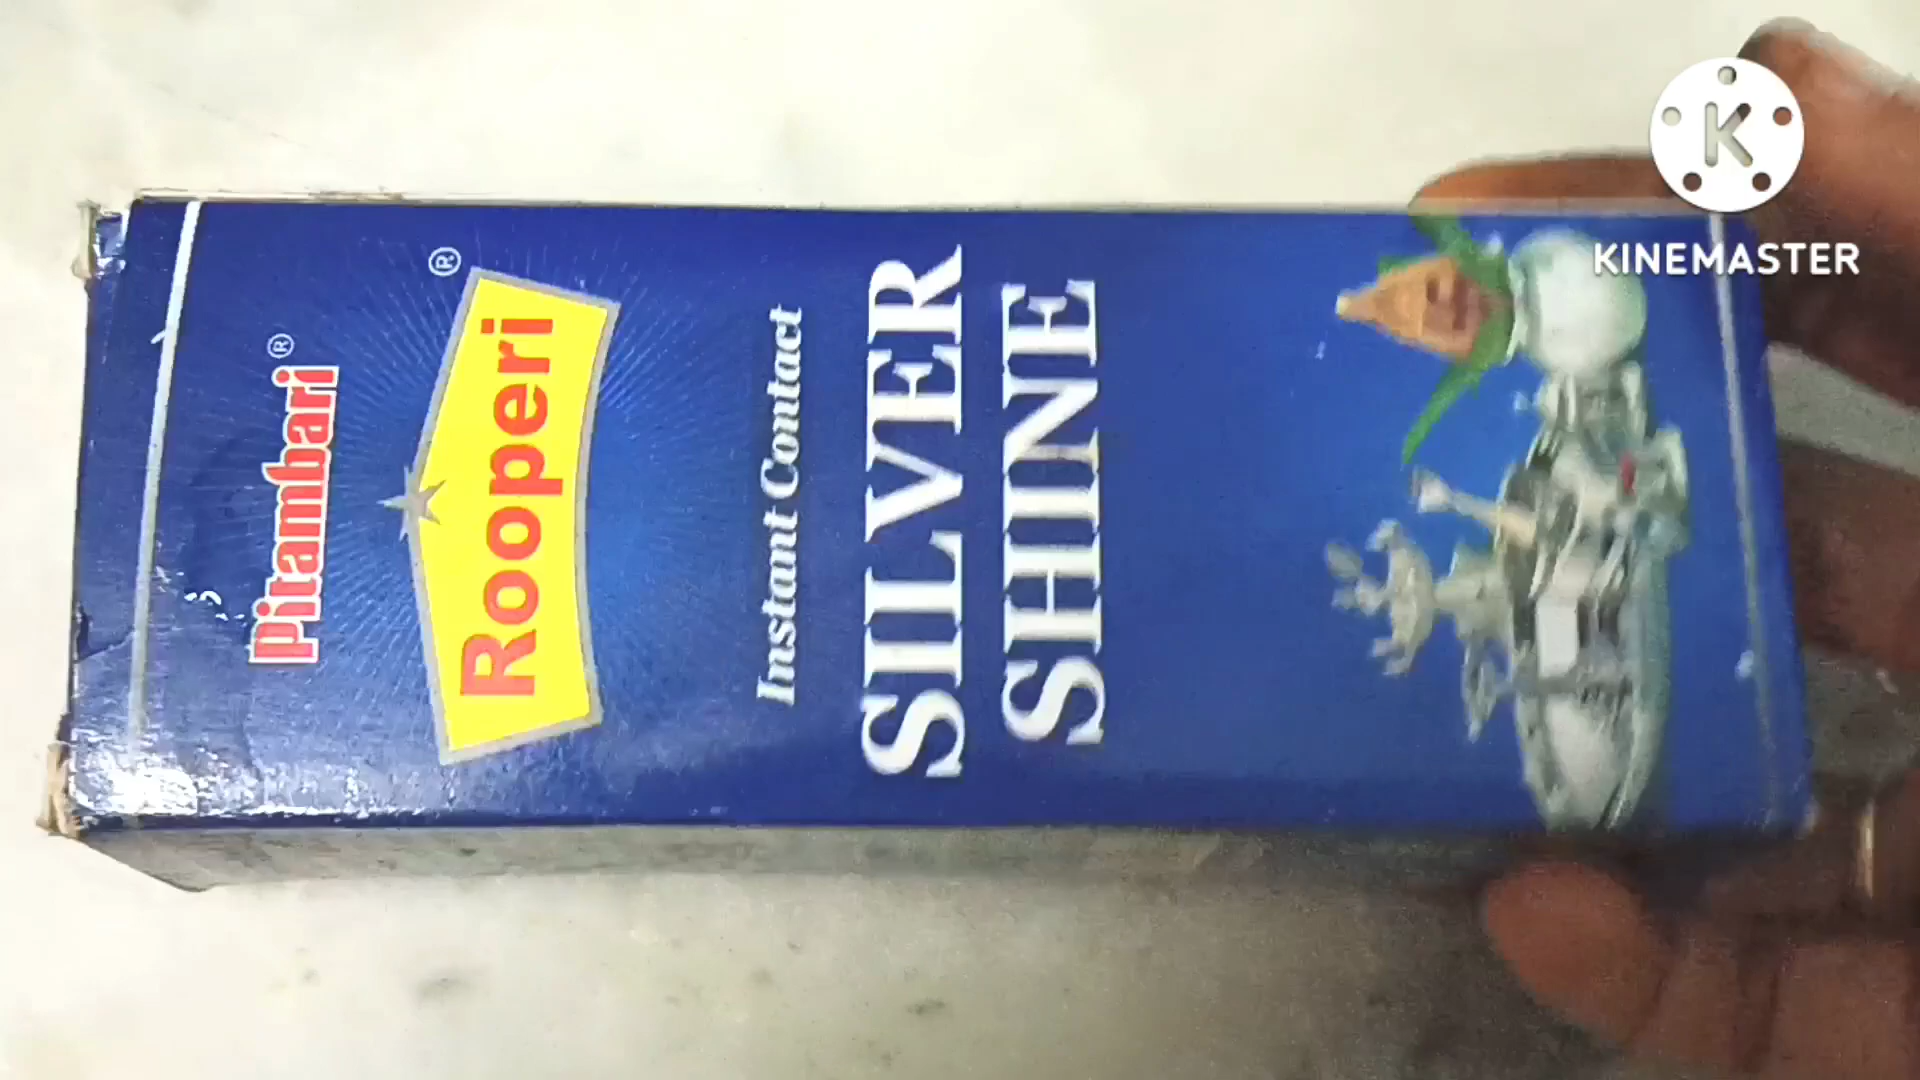 Pitambari®
Rooperi®
Instant Contact
SILVER
SHINE
K
KINEMASTER